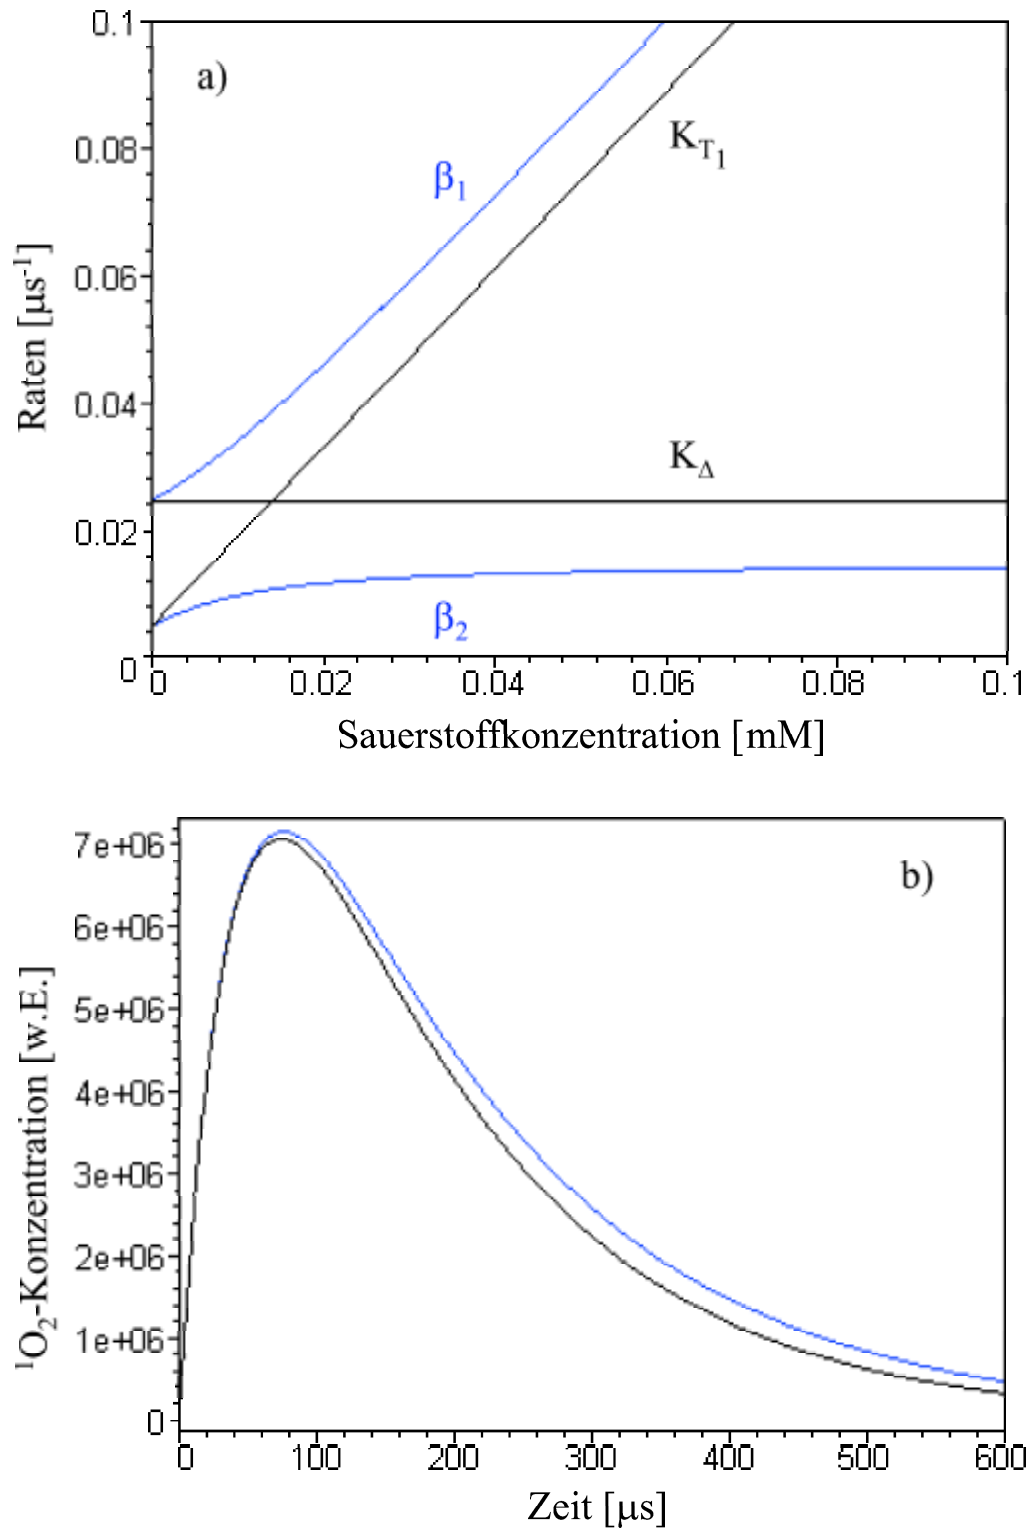 a)
0.1
0.08
0.06
0.04
0.02
0
Raten [μs⁻¹]
β₁
K_T₁
K_Δ
β₂
0 0.02 0.04 0.06 0.08 0.1
Sauerstoffkonzentration [mM]
b)
7e+06
6e+06
5e+06
4e+06
3e+06
2e+06
1e+06
0
¹O₂-Konzentration [w.E.]
0 100 200 300 400 500 600
Zeit [μs]